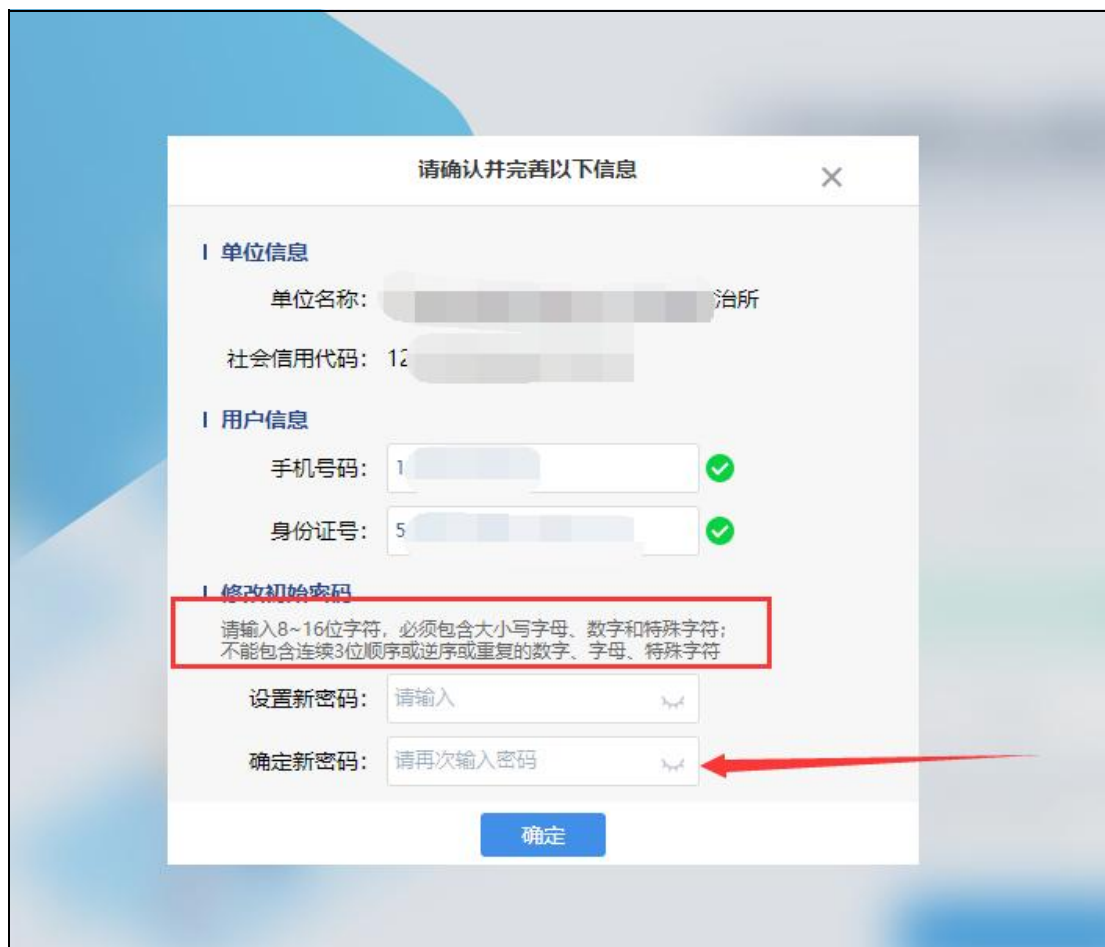 请确认并完善以下信息
单位信息
单位名称： 治所
社会信用代码： 12
用户信息
手机号码： 1
身份证号： 5
修改初始密码
请输入8~16位字符，必须包含大小写字母、数字和特殊字符；
不能包含连续3位顺序或逆序或重复的数字、字母、特殊字符
设置新密码： 请输入
确定新密码： 请再次输入密码
确定